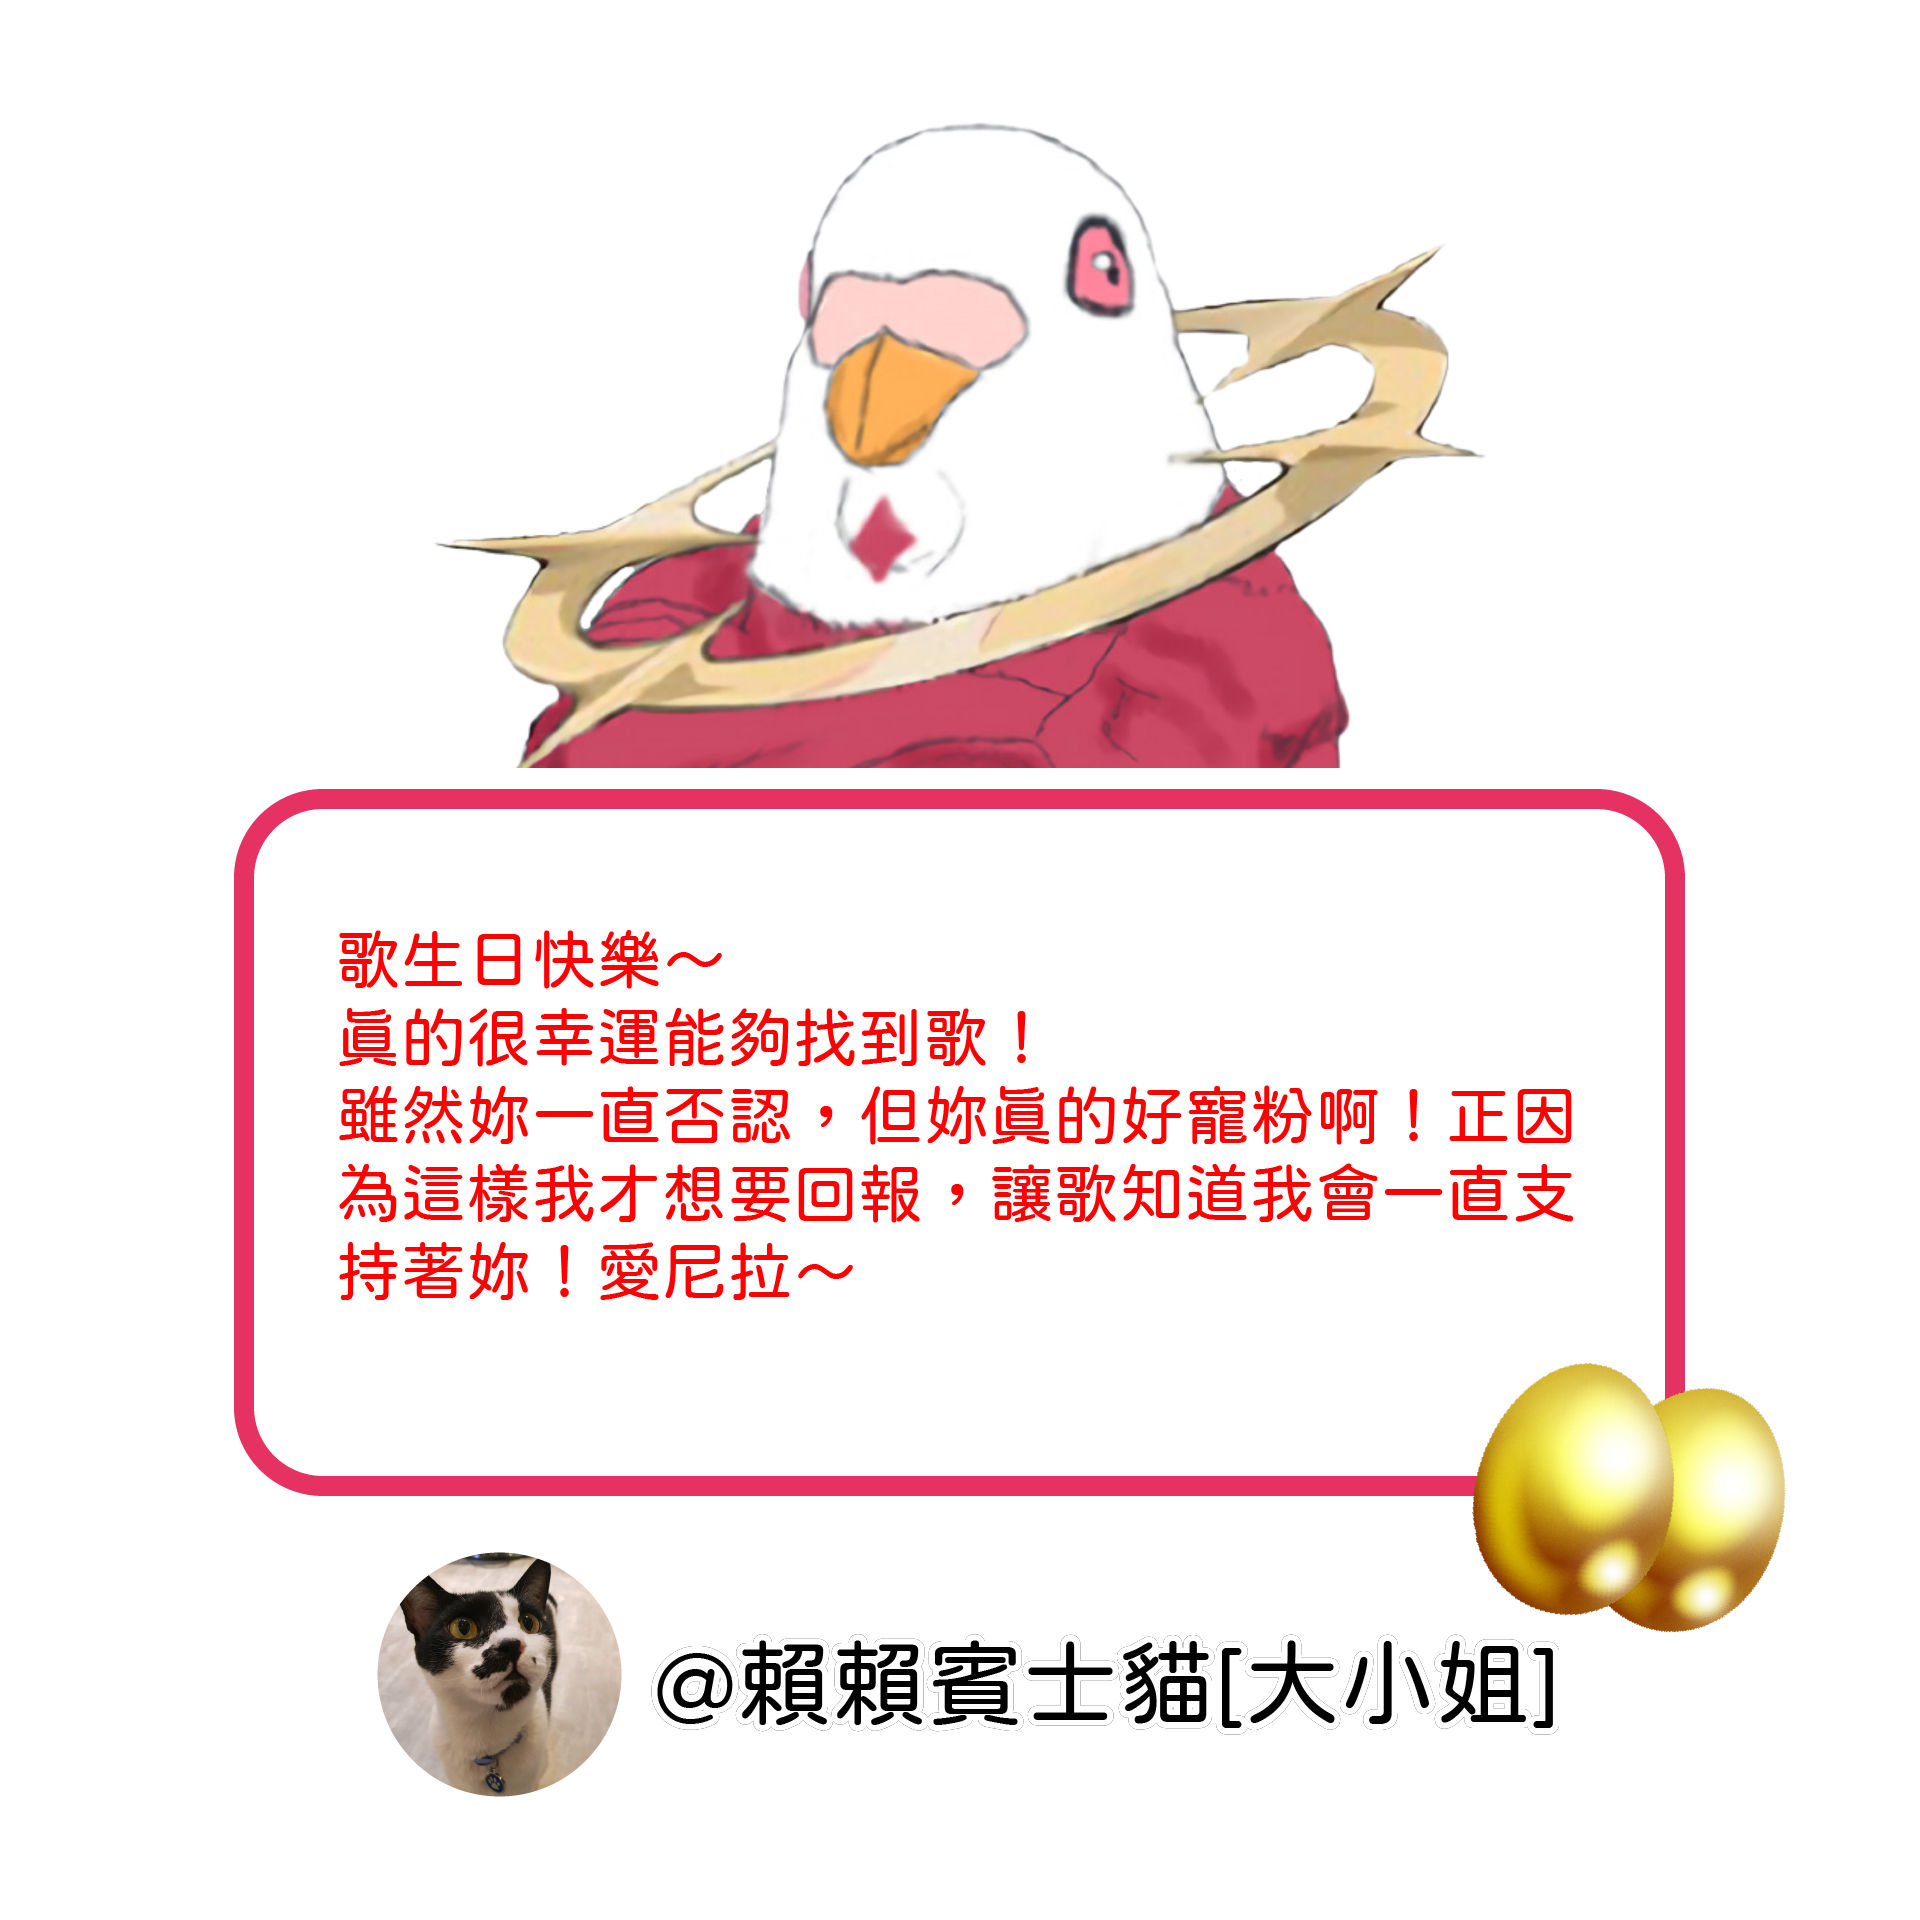 歌生日快樂～
眞的很幸運能夠找到歌！
雖然妳一直否認，但妳眞的好寵粉啊！正因
為這樣我才想要回報，讓歌知道我會一直支
持著妳！愛尼拉～
@賴賴賓士貓[大小姐]